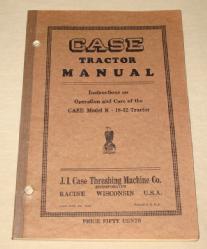 CASE
TRACTOR
MANUAL
Instructions on
Operation and Care of the
CASE Model K - 18-32 Tractor
J. I. Case Threshing Machine Co.
INCORPORATED
RACINE WISCONSIN U.S.A.
PRICE FIFTY CENTS